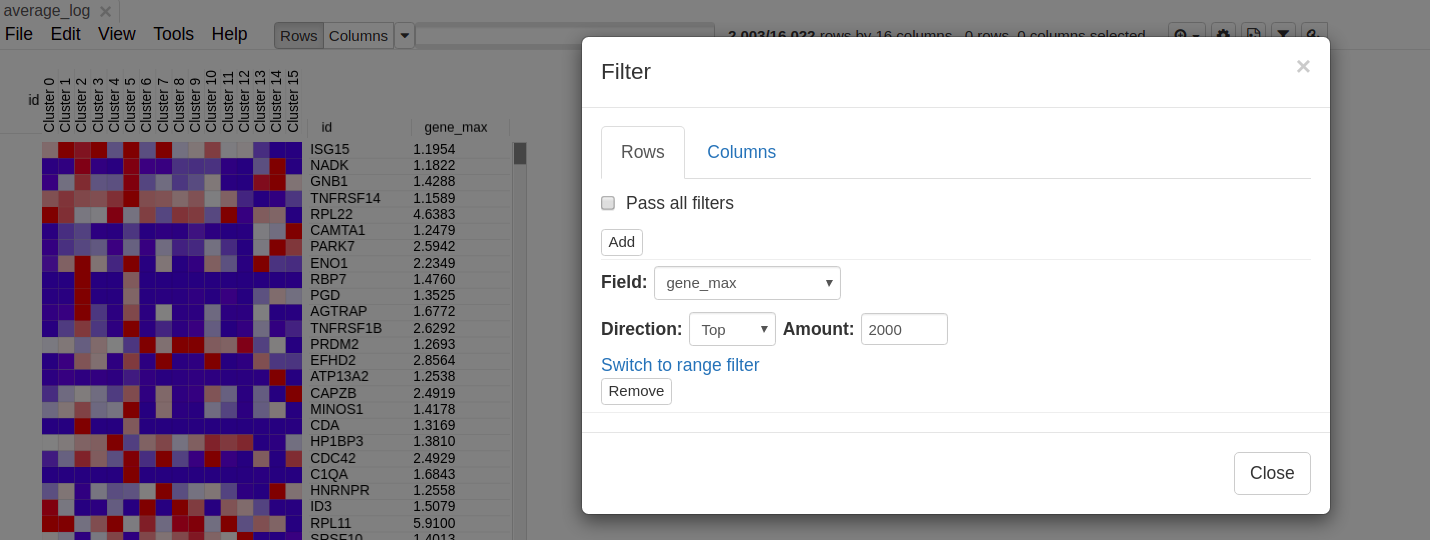 average_log ×
File Edit View Tools Help Rows Columns
2,003/16,022 rows by 16 columns 0 rows, 0 columns selected
id Cluster 0 Cluster 1 Cluster 2 Cluster 3 Cluster 4 Cluster 5 Cluster 6 Cluster 7 Cluster 8 Cluster 9 Cluster 10 Cluster 11 Cluster 12 Cluster 13 Cluster 14 Cluster 15 id gene_max
ISG15 1.1954
NADK 1.1822
GNB1 1.4288
TNFRSF14 1.1589
RPL22 4.6383
CAMTA1 1.2479
PARK7 2.5942
ENO1 2.2349
RBP7 1.4760
PGD 1.3525
AGTRAP 1.6772
TNFRSF1B 2.6292
PRDM2 1.2693
EFHD2 2.8564
ATP13A2 1.2538
CAPZB 2.4919
MINOS1 1.4178
CDA 1.3169
HP1BP3 1.3810
CDC42 2.4929
C1QA 1.6843
HNRNPR 1.2558
ID3 1.5079
RPL11 5.9100
SRSF10 1.4013
Filter ×
Rows Columns
Pass all filters
Add
Field: gene_max
Direction: Top Amount: 2000
Switch to range filter
Remove
Close